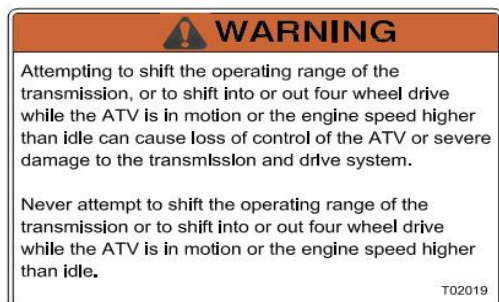 WARNING
Attempting to shift the operating range of the
transmission, or to shift into or out four wheel drive
while the ATV is in motion or the engine speed higher
than idle can cause loss of control of the ATV or severe
damage to the transmission and drive system.
Never attempt to shift the operating range of the
transmission or to shift into or out four wheel drive
while the ATV is in motion or the engine speed higher
than idle.
T02019